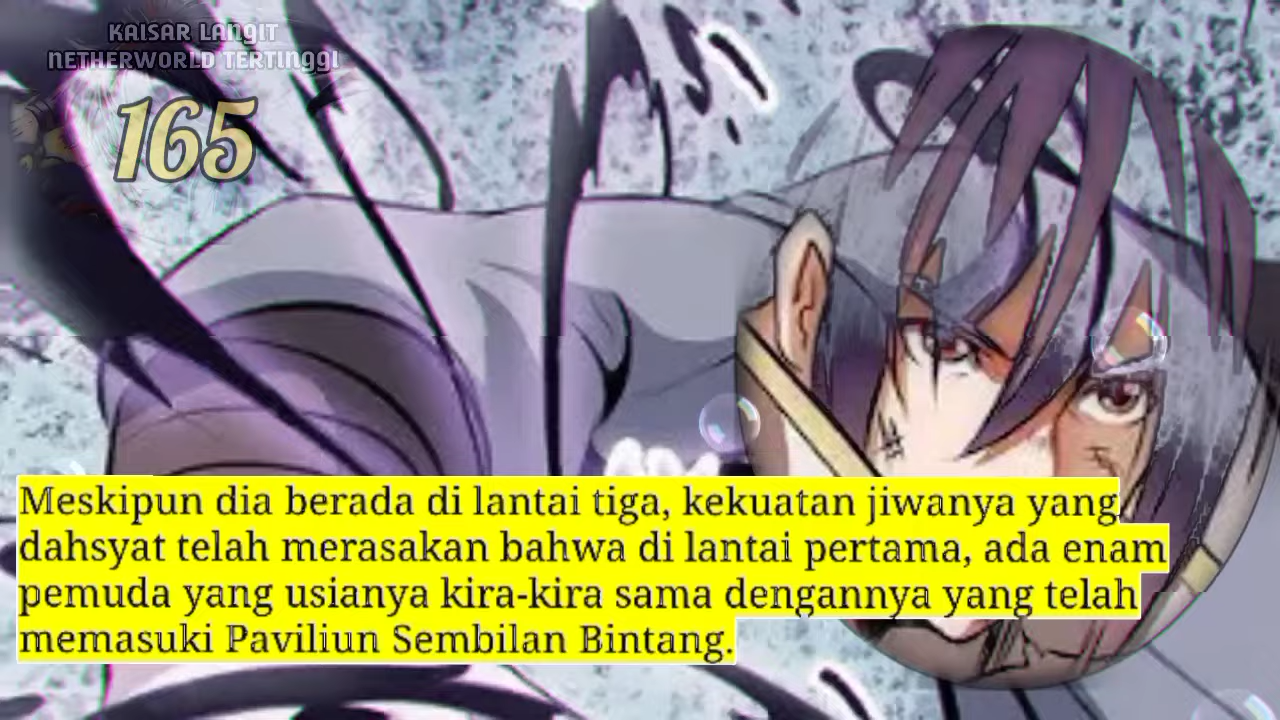 KAISAR LANGIT
NETHERWORLD TERTINGGI
165
Meskipun dia berada di lantai tiga, kekuatan jiwanya yang
dahsyat telah merasakan bahwa di lantai pertama, ada enam
pemuda yang usianya kira-kira sama dengannya yang telah
memasuki Paviliun Sembilan Bintang.